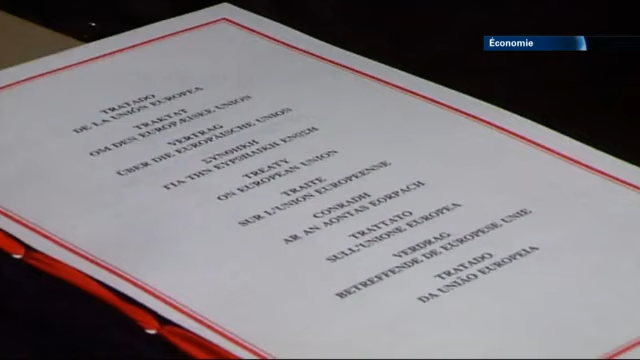 Économie
TRATADO
DE LA UNIÓN EUROPEA
TRAKTAT
OM DEN EUROPÆISKE UNION
VERTRAG
ÜBER DIE EUROPÄISCHE UNION
ΣΥΝΘΗΚΗ
ΓΙΑ ΤΗΝ ΕΥΡΩΠΑΪΚΗ ΕΝΩΣΗ
TREATY
ON EUROPEAN UNION
TRAITE
SUR L'UNION EUROPEENNE
CONRADH
AR AN AONTAS EORPACH
TRATTATO
SULL'UNIONE EUROPEA
VERDRAG
BETREFFENDE DE EUROPESE UNIE
TRATADO
DA UNIÃO EUROPEIA